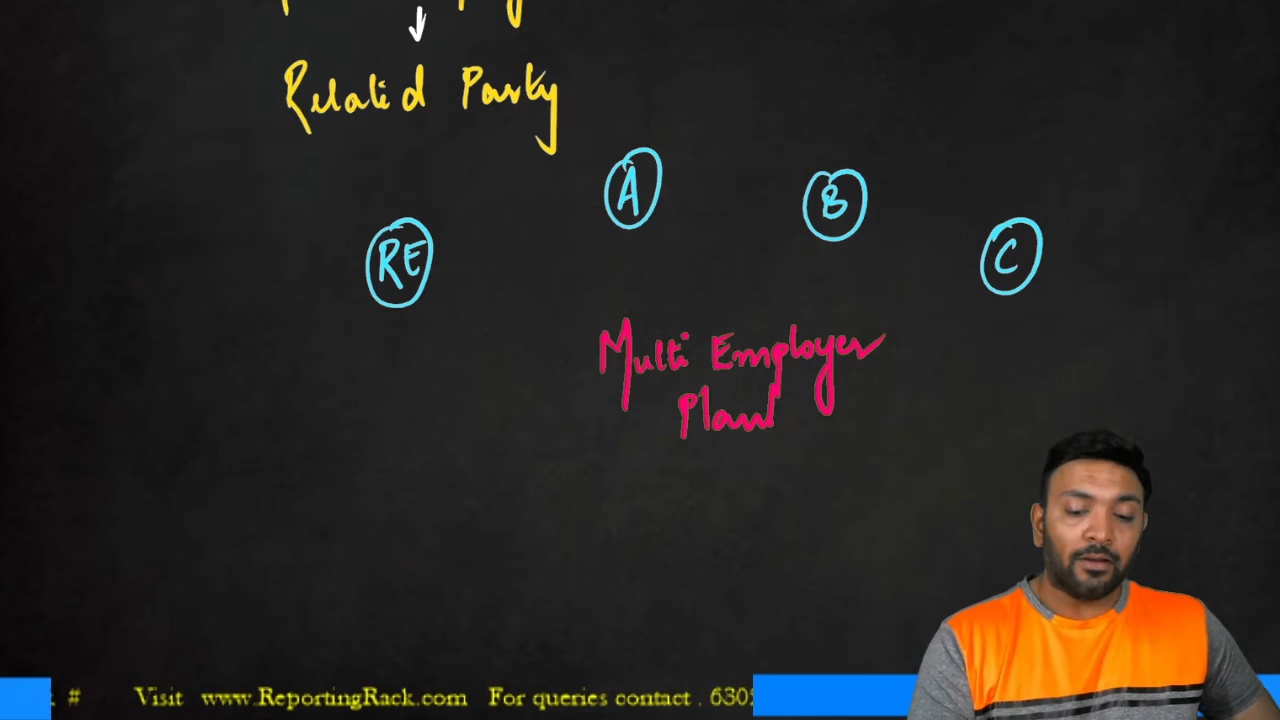 Related Party
A
B
RE
C
Multi Employer
Plan
# Visit www.ReportingRack.com For queries contact . 630